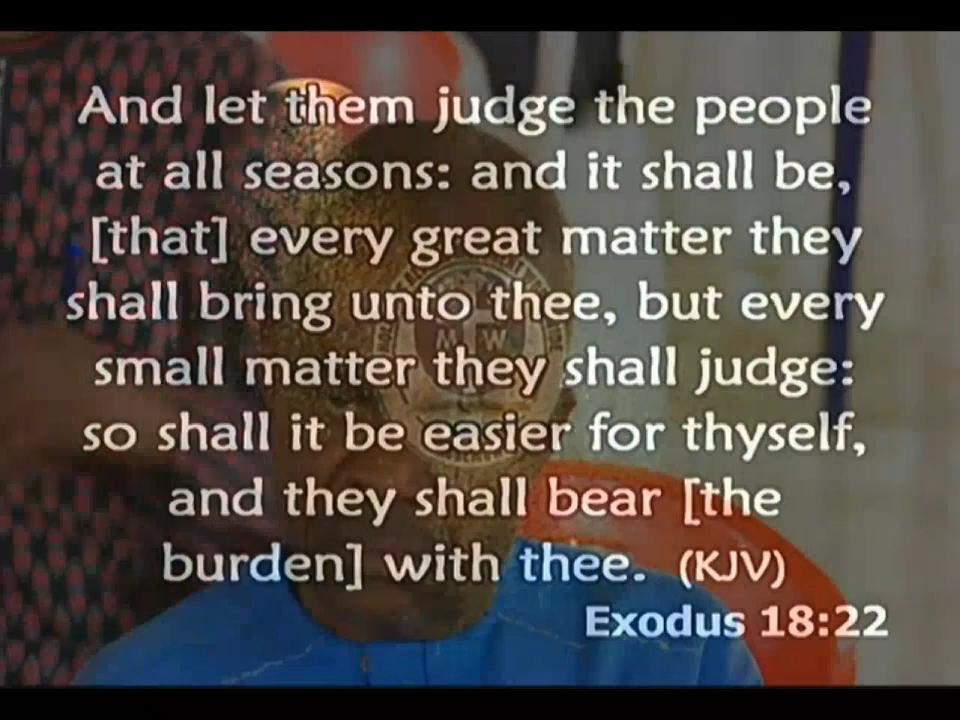 And let them judge the people
at all seasons: and it shall be,
[that] every great matter they
shall bring unto thee, but every
small matter they shall judge:
so shall it be easier for thyself,
and they shall bear [the
burden] with thee. (KJV)
Exodus 18:22
M W